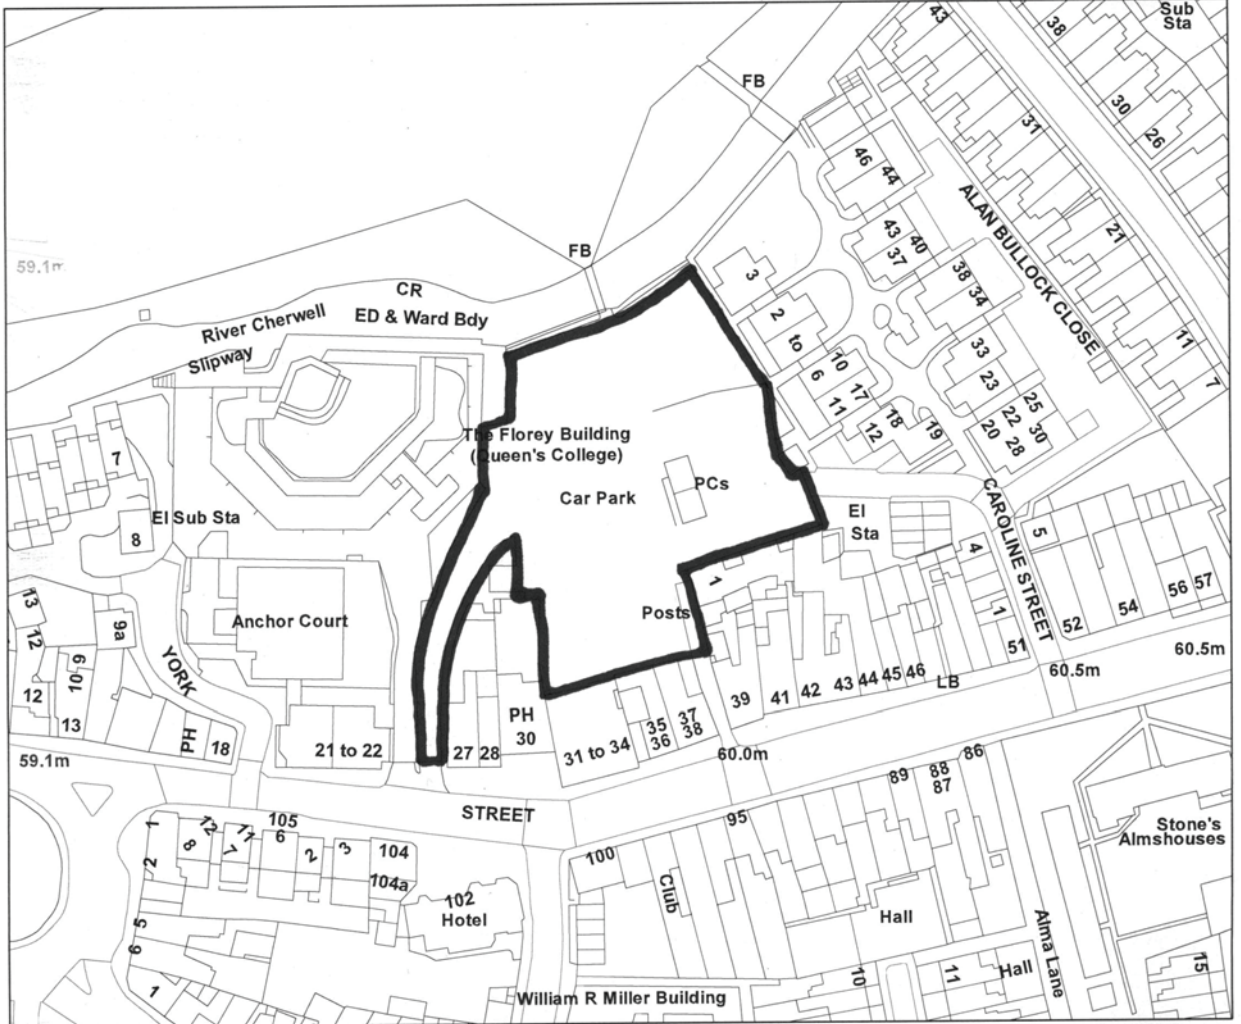 Sub
Sta
43
38
FB
30
31
26
46
44
ALAN BULLOCK CLOSE
21
43
40
37
FB
59.1m
3
38
34
CR
ED & Ward Bdy
River Cherwell
Slipway
2
to
6
10
17
11
18
12
19
33
23
25
22
30
20
28
11
7
The Florey Building
(Queen's College)
7
PCs
Car Park
El Sub Sta
8
El
Sta
CAROLINE STREET
5
4
1
1
56
57
54
52
51
13
12
9a
Anchor Court
Posts
YORK
9
10
12
13
PH
18
21 to 22
27
28
PH
30
31 to 34
35
36
37
38
39
41
42
43
44
45
46
LB
60.5m
60.5m
60.0m
59.1m
STREET
86
88
87
89
95
100
105
6
1
12
8
11
7
2
3
104
104a
2
102
Hotel
Club
Hall
Stone's
Almshouses
5
6
1
Alma Lane
10
11
Hall
15
William R Miller Building